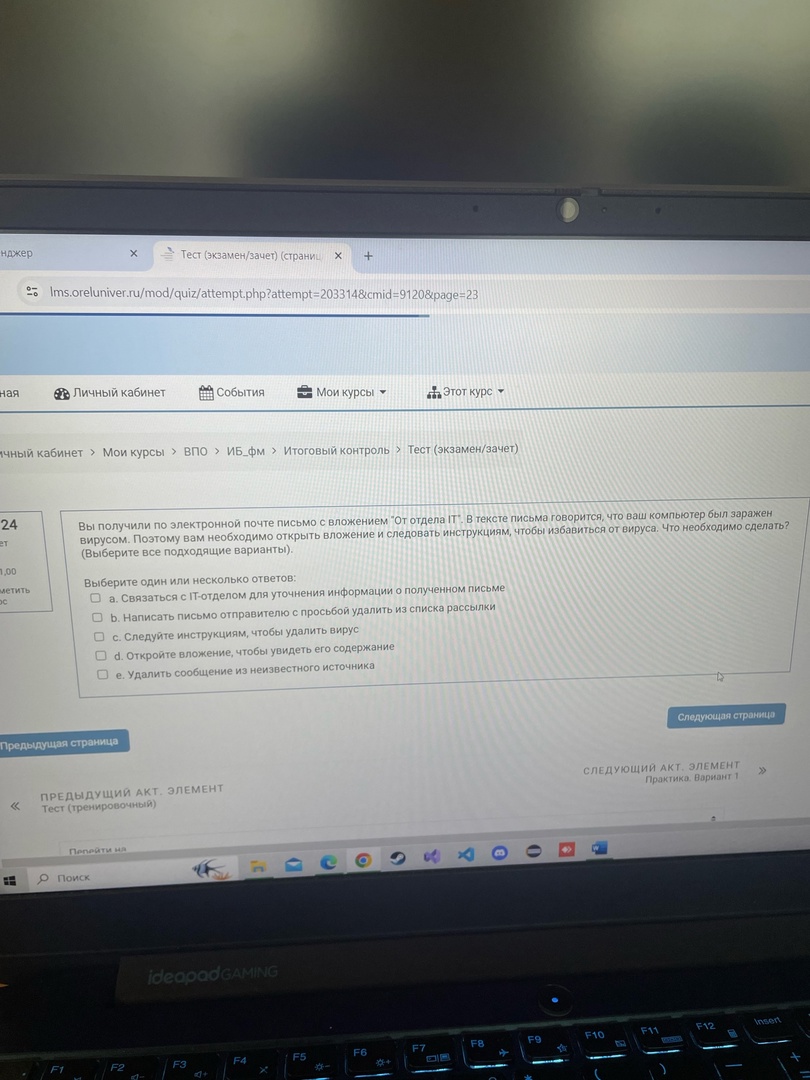 нджер
Тест (экзамен/зачет) (страниц
lms.oreluniver.ru/mod/quiz/attempt.php?attempt=203314&cmid=9120&page=23
ная
Личный кабинет
События
Мои курсы
Этот курс
ичный кабинет > Мои курсы > ВПО > ИБ_фм > Итоговый контроль > Тест (экзамен/зачет)
24
ет
1,00
метить
ос
Вы получили по электронной почте письмо с вложением "От отдела IT". В тексте письма говорится, что ваш компьютер был заражен
вирусом. Поэтому вам необходимо открыть вложение и следовать инструкциям, чтобы избавиться от вируса. Что необходимо сделать?
(Выберите все подходящие варианты).
Выберите один или несколько ответов:
a. Связаться с IT-отделом для уточнения информации о полученном письме
b. Написать письмо отправителю с просьбой удалить из списка рассылки
c. Следуйте инструкциям, чтобы удалить вирус
d. Откройте вложение, чтобы увидеть его содержание
e. Удалить сообщение из неизвестного источника
Предыдущая страница
Следующая страница
« ПРЕДЫДУЩИЙ АКТ. ЭЛЕМЕНТ
Тест (тренировочный)
СЛЕДУЮЩИЙ АКТ. ЭЛЕМЕНТ »
Практика. Вариант 1
Перейти на
Поиск
ideapad GAMING
F1 F2 F3 F4 F5 F6 F7 F8 F9 F10 F11 F12 Insert